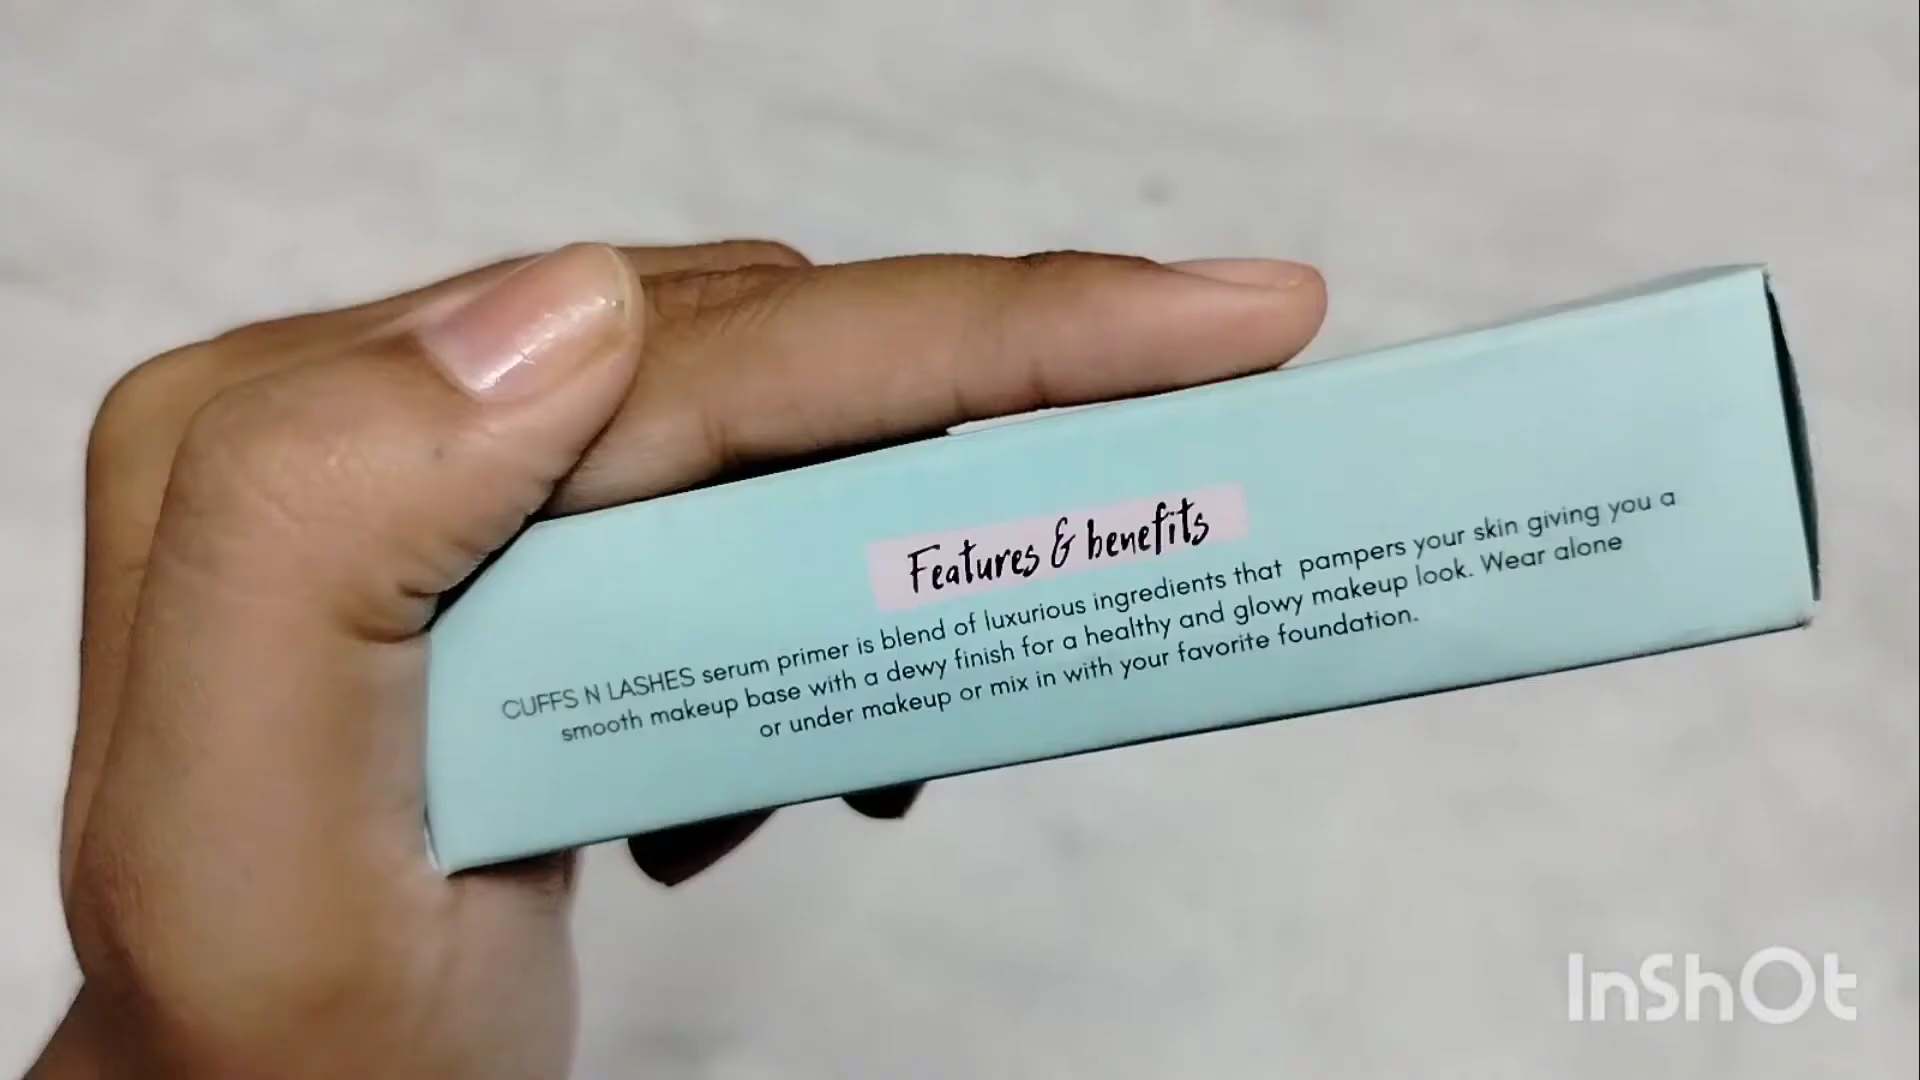 Features & benefits
CUFFS N LASHES serum primer is blend of luxurious ingredients that pampers your skin giving you a
smooth makeup base with a dewy finish for a healthy and glowy makeup look. Wear alone
or under makeup or mix in with your favorite foundation.
InShOt